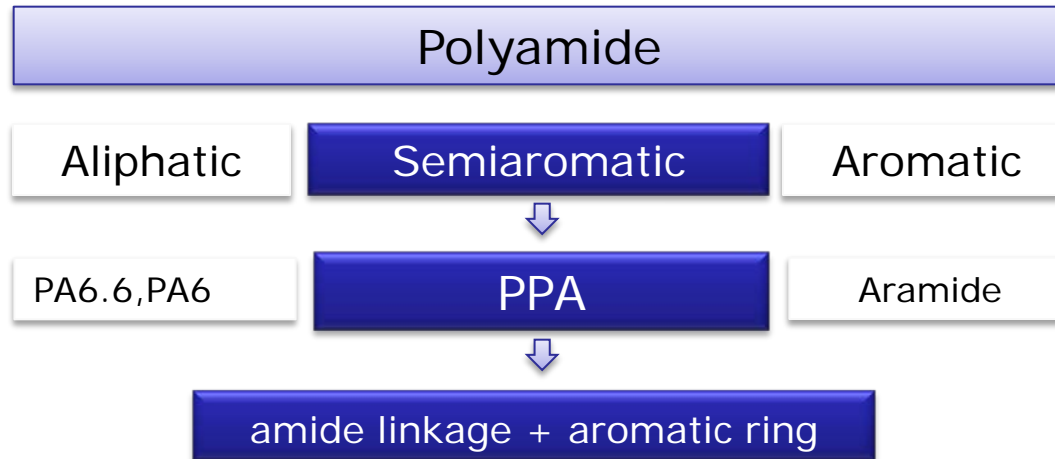 Polyamide
Aliphatic
Semiaromatic
Aromatic
PA6.6,PA6
PPA
Aramide
amide linkage + aromatic ring